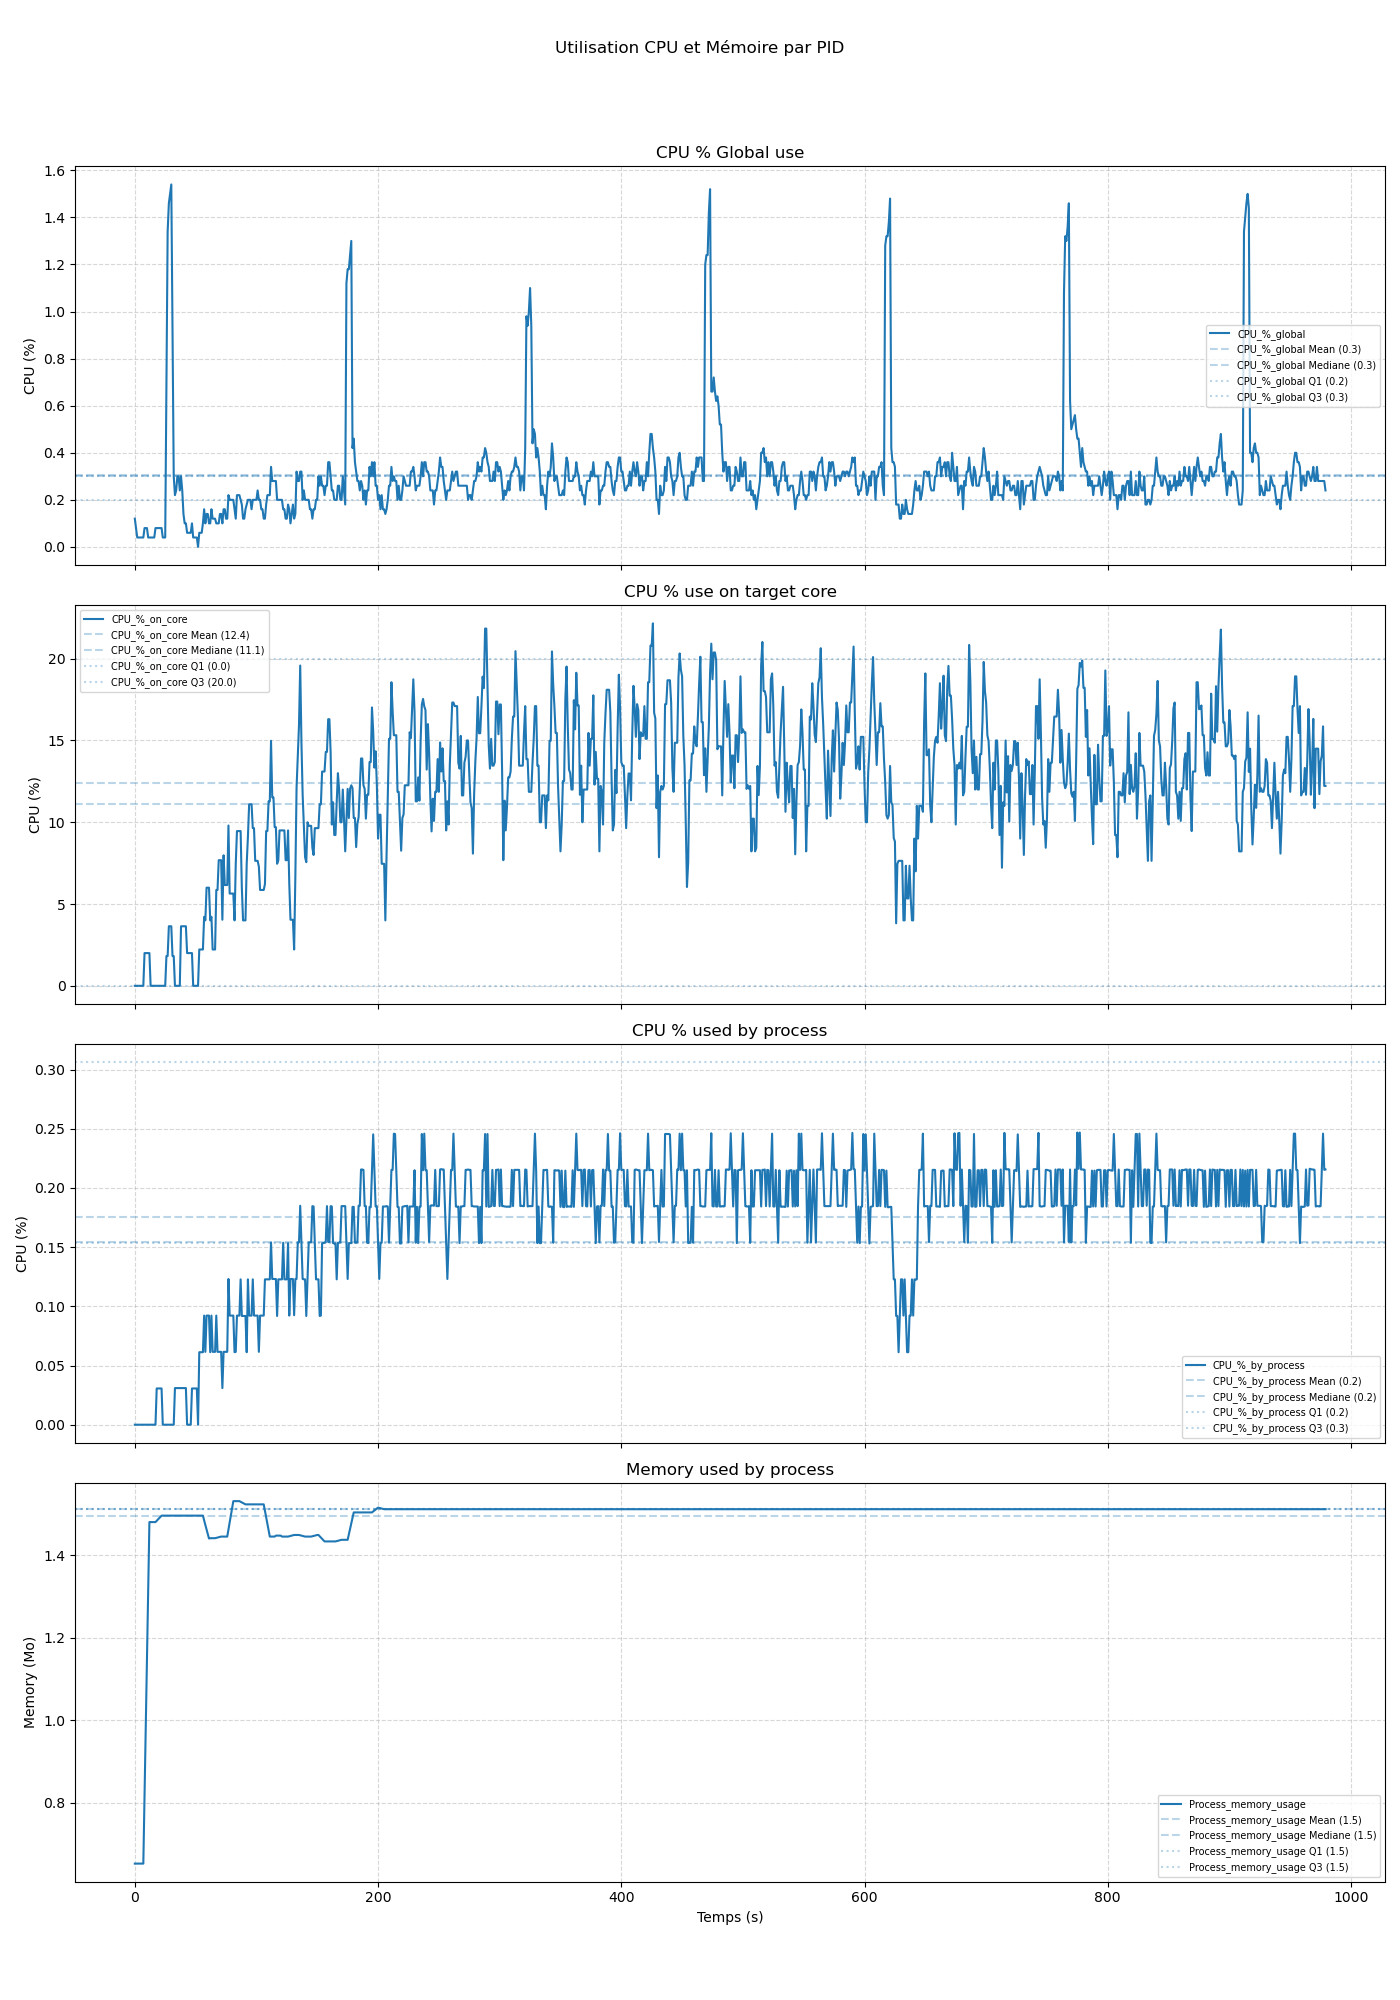 Utilisation CPU et Mémoire par PID
CPU % Global use
1.6
1.4
1.2
1.0
0.8
0.6
0.4
0.2
0.0
CPU (%)
CPU_%_global
CPU_%_global Mean (0.3)
CPU_%_global Mediane (0.3)
CPU_%_global Q1 (0.2)
CPU_%_global Q3 (0.3)
CPU % use on target core
CPU_%_on_core
CPU_%_on_core Mean (12.4)
CPU_%_on_core Mediane (11.1)
CPU_%_on_core Q1 (0.0)
CPU_%_on_core Q3 (20.0)
20
15
10
5
0
CPU (%)
CPU % used by process
0.30
0.25
0.20
0.15
0.10
0.05
0.00
CPU (%)
CPU_%_by_process
CPU_%_by_process Mean (0.2)
CPU_%_by_process Mediane (0.2)
CPU_%_by_process Q1 (0.2)
CPU_%_by_process Q3 (0.3)
Memory used by process
1.4
1.2
1.0
0.8
Memory (Mo)
Process_memory_usage
Process_memory_usage Mean (1.5)
Process_memory_usage Mediane (1.5)
Process_memory_usage Q1 (1.5)
Process_memory_usage Q3 (1.5)
0 200 400 600 800 1000
Temps (s)